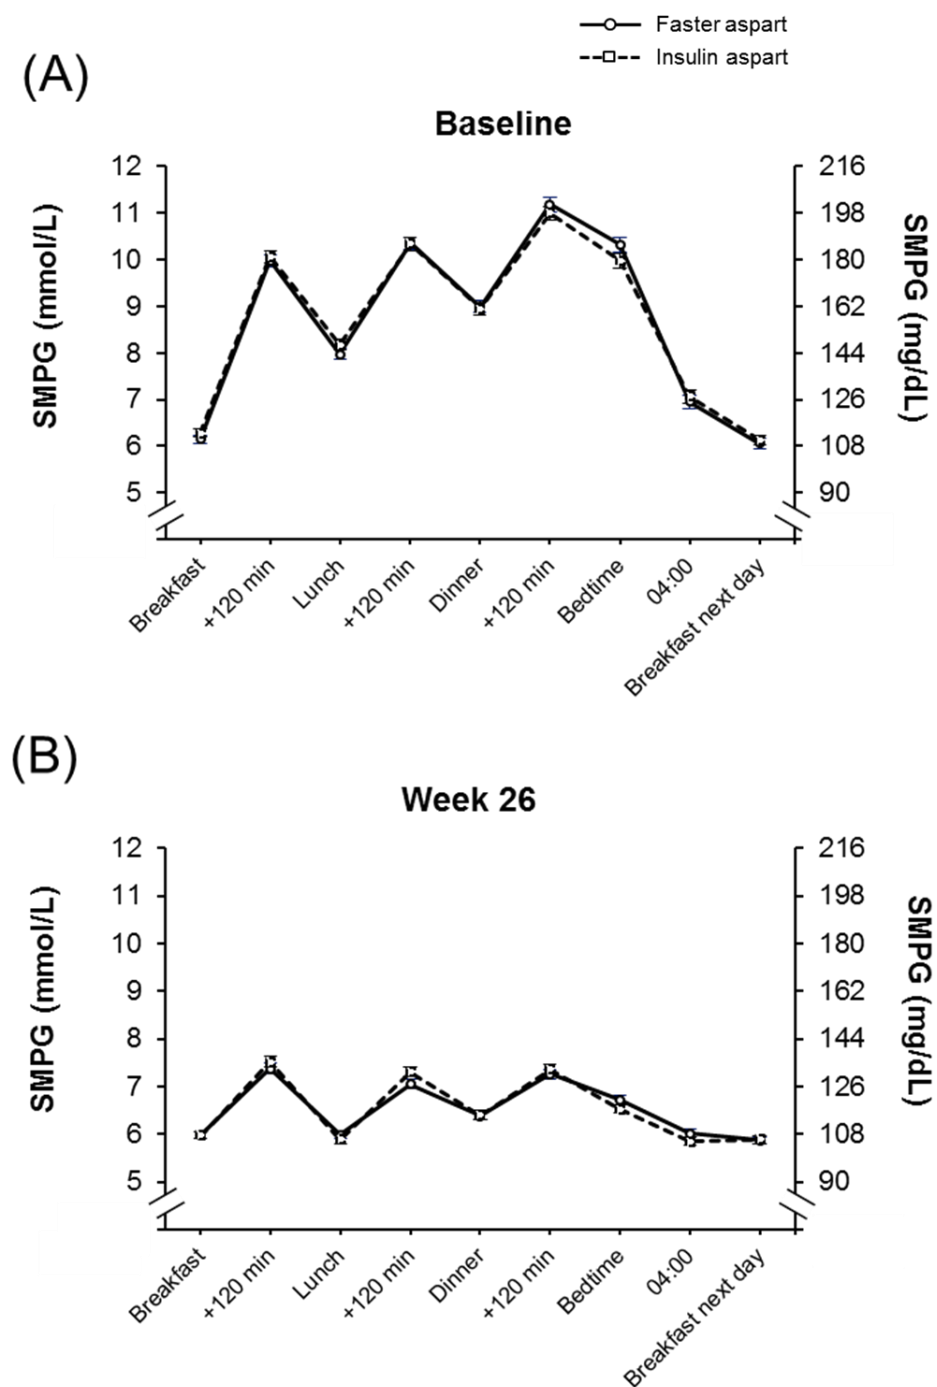 Faster aspart
Insulin aspart
(A)
Baseline
SMPG (mmol/L)
12
11
10
9
8
7
6
5
216
198
180
162
144
126
108
90
SMPG (mg/dL)
Breakfast
+120 min
Lunch
+120 min
Dinner
+120 min
Bedtime
04:00
Breakfast next day
(B)
Week 26
SMPG (mmol/L)
12
11
10
9
8
7
6
5
216
198
180
162
144
126
108
90
SMPG (mg/dL)
Breakfast
+120 min
Lunch
+120 min
Dinner
+120 min
Bedtime
04:00
Breakfast next day